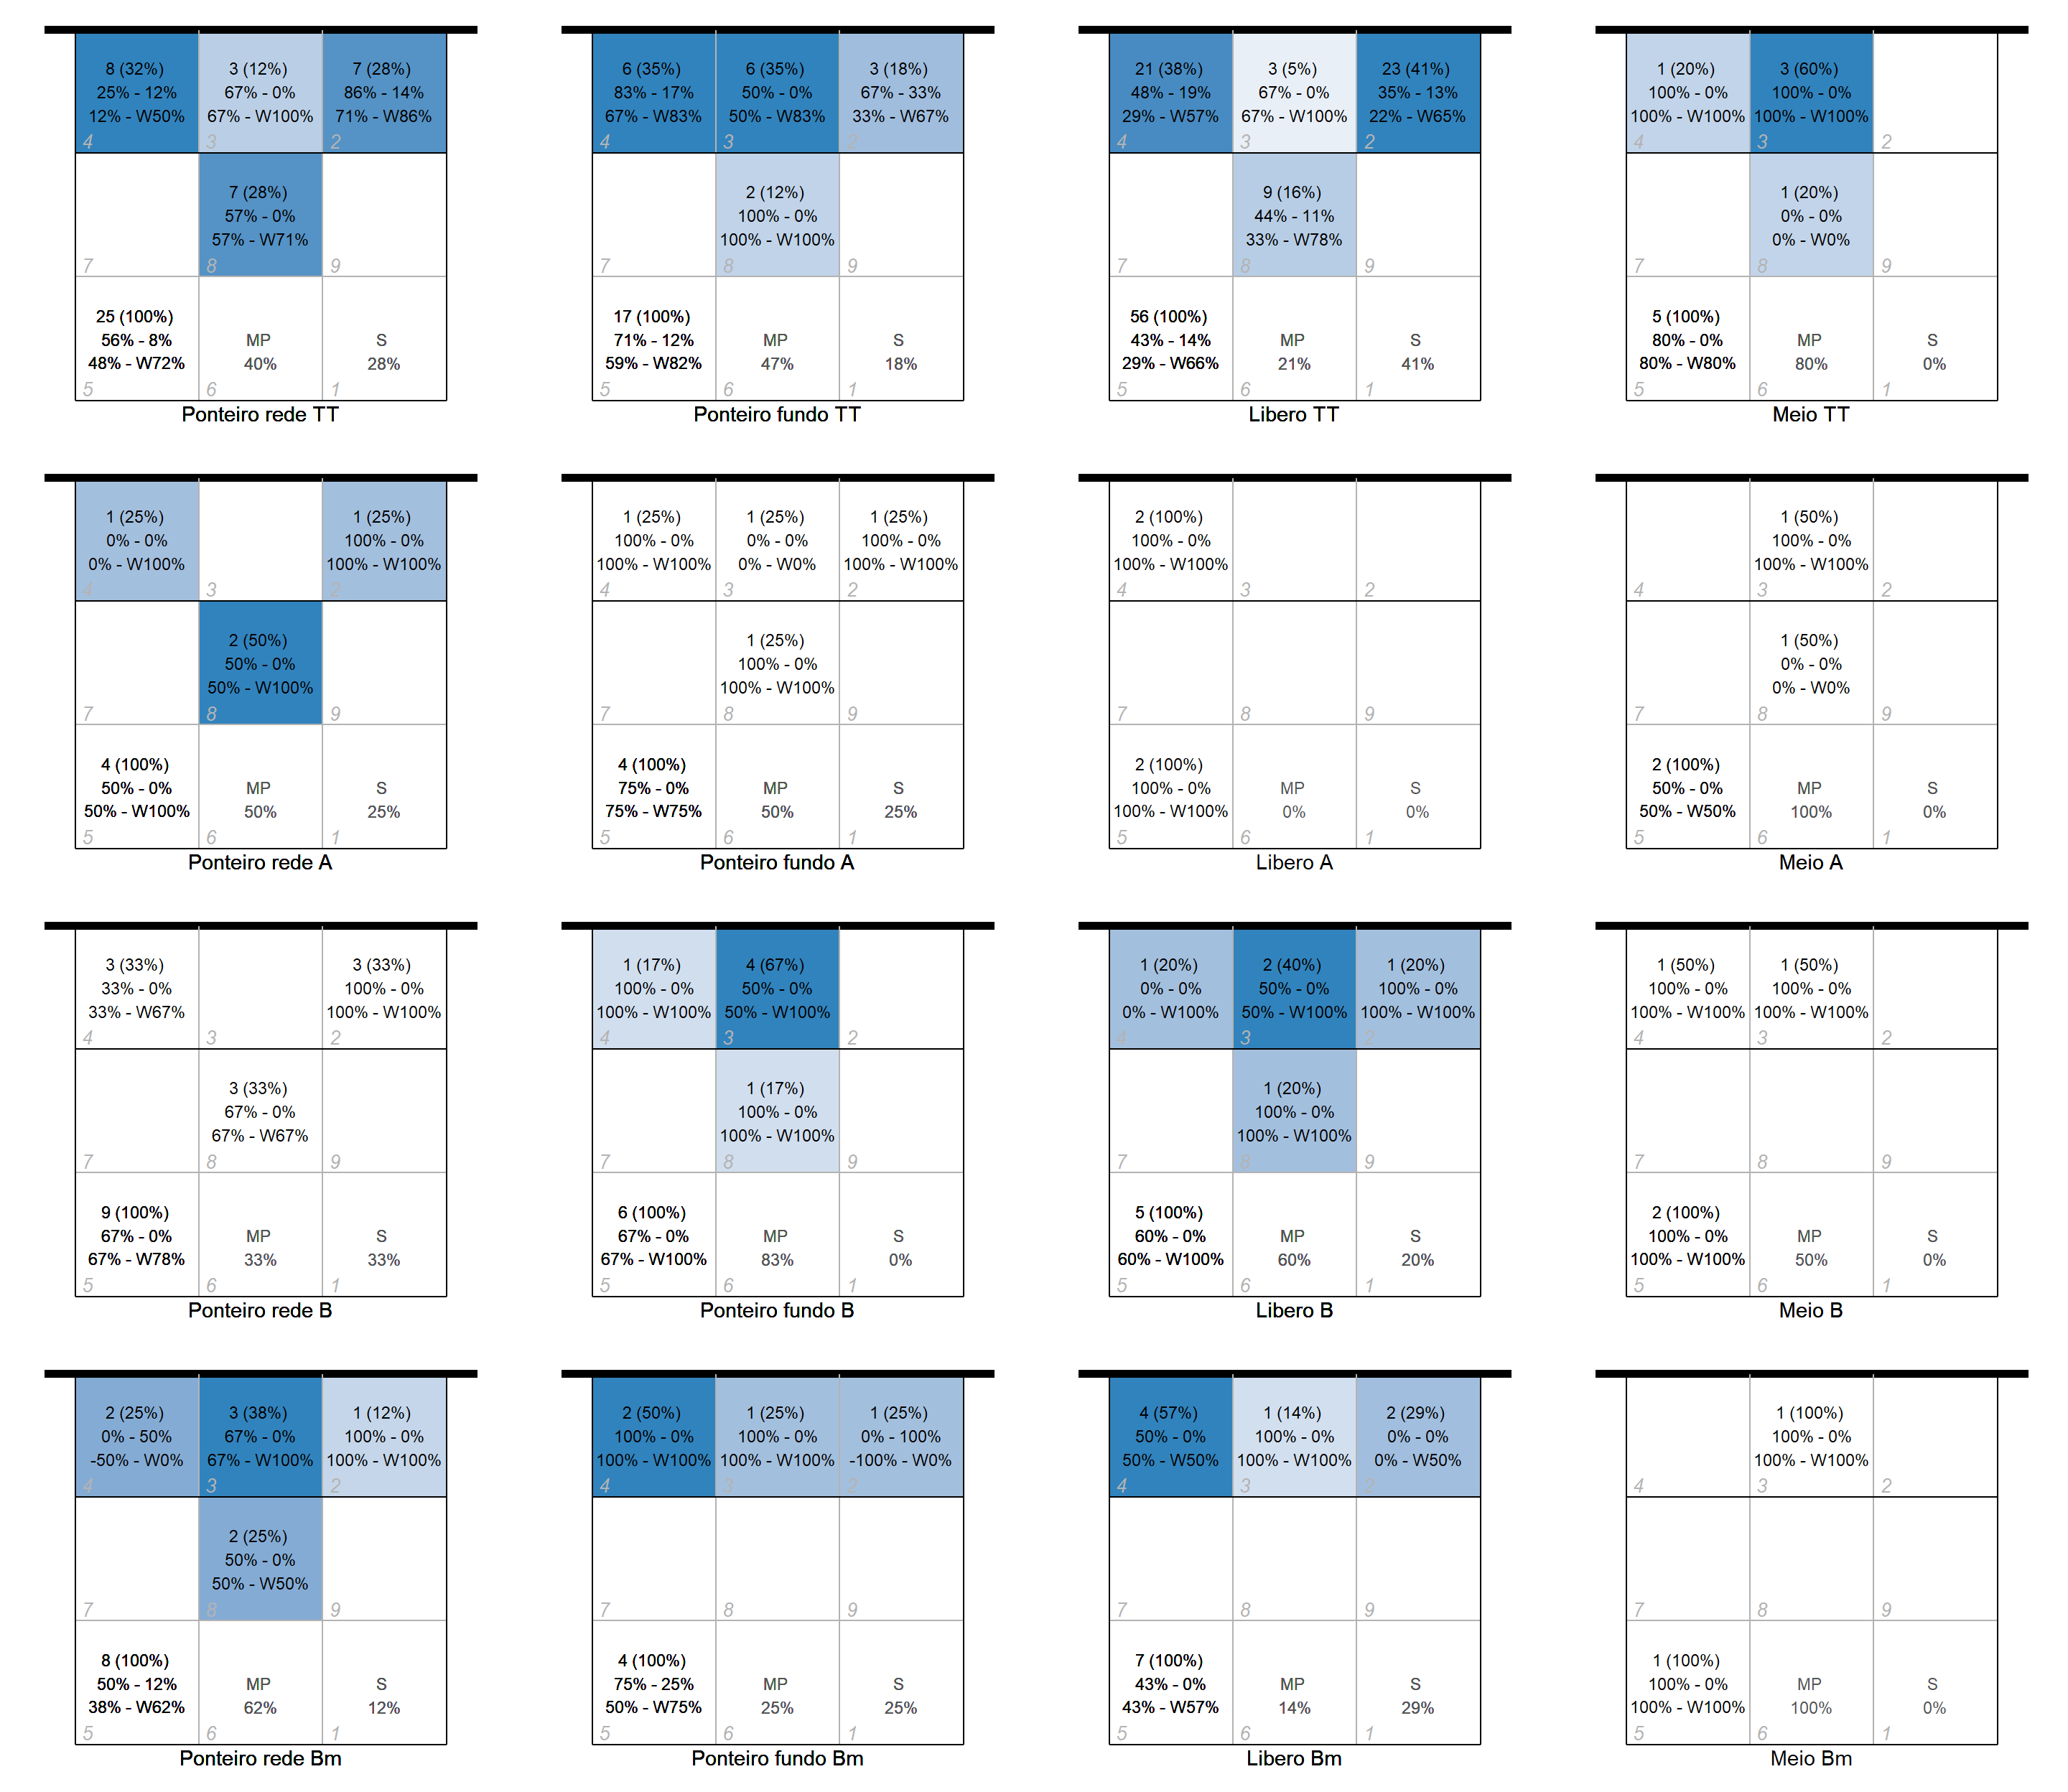 8 (32%)
25% - 12%
12% - W50%
4
3 (12%)
67% - 0%
67% - W100%
3
7 (28%)
86% - 14%
71% - W86%
2
7
7 (28%)
57% - 0%
57% - W71%
8
9
25 (100%)
56% - 8%
48% - W72%
5
MP
40%
6
S
28%
1
Ponteiro rede TT
6 (35%)
83% - 17%
67% - W83%
4
6 (35%)
50% - 0%
50% - W83%
3
3 (18%)
67% - 33%
33% - W67%
2
7
2 (12%)
100% - 0%
100% - W100%
8
9
17 (100%)
71% - 12%
59% - W82%
5
MP
47%
6
S
18%
1
Ponteiro fundo TT
21 (38%)
48% - 19%
29% - W57%
4
3 (5%)
67% - 0%
67% - W100%
3
23 (41%)
35% - 13%
22% - W65%
2
7
9 (16%)
44% - 11%
33% - W78%
8
9
56 (100%)
43% - 14%
29% - W66%
5
MP
21%
6
S
41%
1
Libero TT
1 (20%)
100% - 0%
100% - W100%
4
3 (60%)
100% - 0%
100% - W100%
3
2
7
1 (20%)
0% - 0%
0% - W0%
8
9
5 (100%)
80% - 0%
80% - W80%
5
MP
80%
6
S
0%
1
Meio TT
1 (25%)
0% - 0%
0% - W100%
4
3
1 (25%)
100% - 0%
100% - W100%
2
7
2 (50%)
50% - 0%
50% - W100%
8
9
4 (100%)
50% - 0%
50% - W100%
5
MP
50%
6
S
25%
1
Ponteiro rede A
1 (25%)
100% - 0%
100% - W100%
4
1 (25%)
0% - 0%
0% - W0%
3
1 (25%)
100% - 0%
100% - W100%
2
7
1 (25%)
100% - 0%
100% - W100%
8
9
4 (100%)
75% - 0%
75% - W75%
5
MP
50%
6
S
25%
1
Ponteiro fundo A
2 (100%)
100% - 0%
100% - W100%
4
3
2
7
8
9
2 (100%)
100% - 0%
100% - W100%
5
MP
0%
6
S
0%
1
Libero A
4
1 (50%)
100% - 0%
100% - W100%
3
2
7
1 (50%)
0% - 0%
0% - W0%
8
9
2 (100%)
50% - 0%
50% - W50%
5
MP
100%
6
S
0%
1
Meio A
3 (33%)
33% - 0%
33% - W67%
4
3
3 (33%)
100% - 0%
100% - W100%
2
7
3 (33%)
67% - 0%
67% - W67%
8
9
9 (100%)
67% - 0%
67% - W78%
5
MP
33%
6
S
33%
1
Ponteiro rede B
1 (17%)
100% - 0%
100% - W100%
4
4 (67%)
50% - 0%
50% - W100%
3
2
7
1 (17%)
100% - 0%
100% - W100%
8
9
6 (100%)
67% - 0%
67% - W100%
5
MP
83%
6
S
0%
1
Ponteiro fundo B
1 (20%)
0% - 0%
0% - W100%
4
2 (40%)
50% - 0%
50% - W100%
3
1 (20%)
100% - 0%
100% - W100%
2
7
1 (20%)
100% - 0%
100% - W100%
8
9
5 (100%)
60% - 0%
60% - W100%
5
MP
60%
6
S
20%
1
Libero B
1 (50%)
100% - 0%
100% - W100%
4
1 (50%)
100% - 0%
100% - W100%
3
2
7
8
9
2 (100%)
100% - 0%
100% - W100%
5
MP
50%
6
S
0%
1
Meio B
2 (25%)
0% - 50%
-50% - W0%
4
3 (38%)
67% - 0%
67% - W100%
3
1 (12%)
100% - 0%
100% - W100%
2
7
2 (25%)
50% - 0%
50% - W50%
8
9
8 (100%)
50% - 12%
38% - W62%
5
MP
62%
6
S
12%
1
Ponteiro rede Bm
2 (50%)
100% - 0%
100% - W100%
4
1 (25%)
100% - 0%
100% - W100%
3
1 (25%)
0% - 100%
-100% - W0%
2
7
8
9
4 (100%)
75% - 25%
50% - W75%
5
MP
25%
6
S
25%
1
Ponteiro fundo Bm
4 (57%)
50% - 0%
50% - W50%
4
1 (14%)
100% - 0%
100% - W100%
3
2 (29%)
0% - 0%
0% - W50%
2
7
8
9
7 (100%)
43% - 0%
43% - W57%
5
MP
14%
6
S
29%
1
Libero Bm
4
1 (100%)
100% - 0%
100% - W100%
3
2
7
8
9
1 (100%)
100% - 0%
100% - W100%
5
MP
100%
6
S
0%
1
Meio Bm